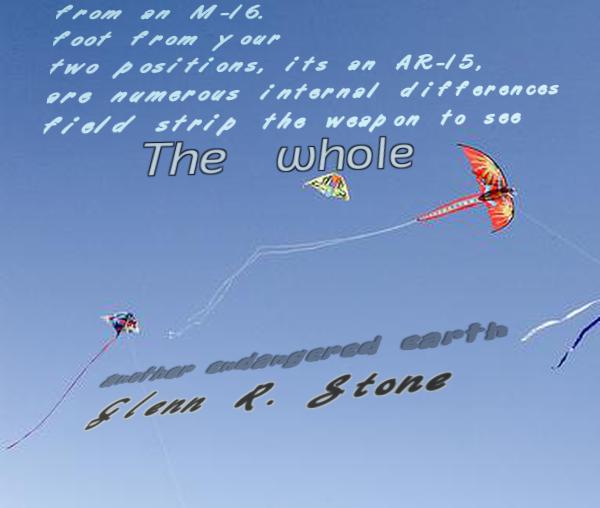 from an M-16.
foot from your
two positions, its an AR-15,
are numerous internal differences
field strip the weapon to see
The whole
another endangered earth
Glenn R. Stone